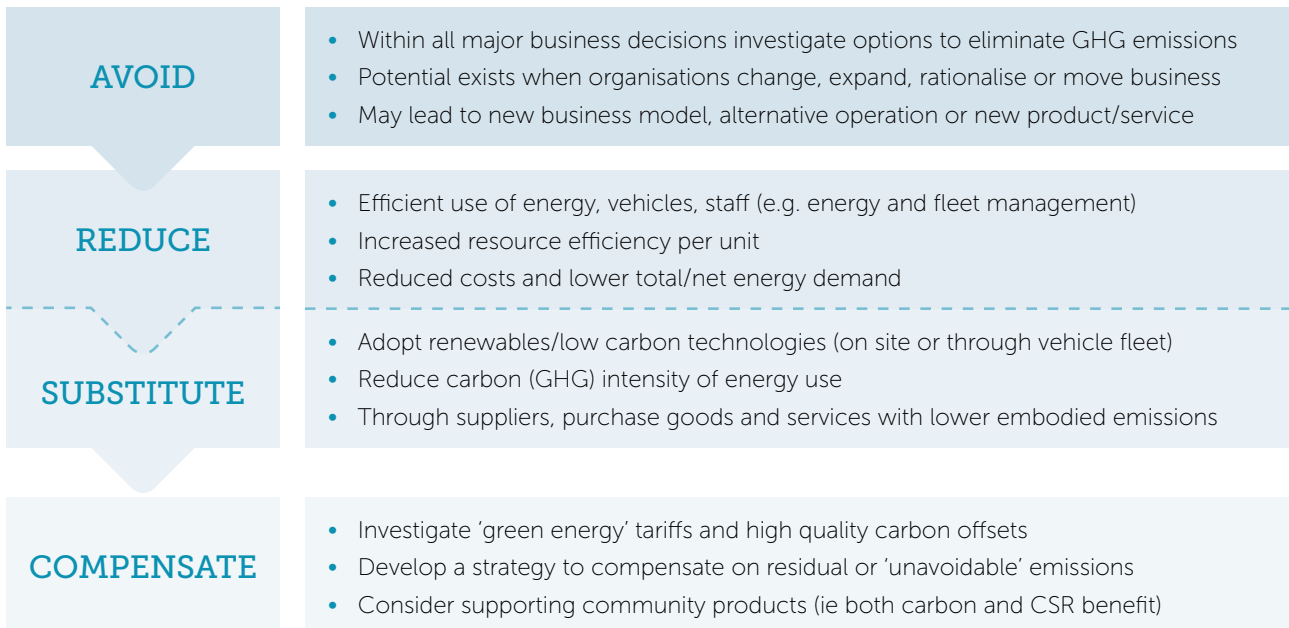 AVOID
• Within all major business decisions investigate options to eliminate GHG emissions
• Potential exists when organisations change, expand, rationalise or move business
• May lead to new business model, alternative operation or new product/service
REDUCE
• Efficient use of energy, vehicles, staff (e.g. energy and fleet management)
• Increased resource efficiency per unit
• Reduced costs and lower total/net energy demand
SUBSTITUTE
• Adopt renewables/low carbon technologies (on site or through vehicle fleet)
• Reduce carbon (GHG) intensity of energy use
• Through suppliers, purchase goods and services with lower embodied emissions
COMPENSATE
• Investigate ‘green energy’ tariffs and high quality carbon offsets
• Develop a strategy to compensate on residual or ‘unavoidable’ emissions
• Consider supporting community products (ie both carbon and CSR benefit)